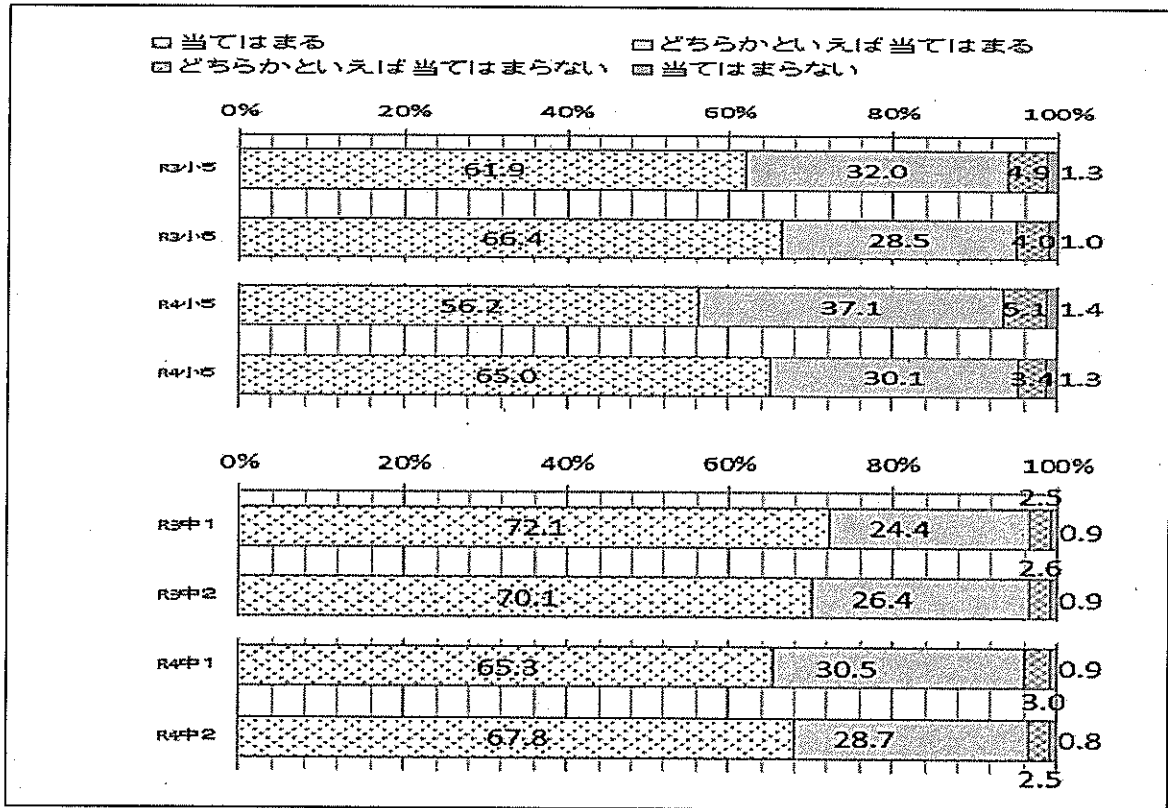 □当てはまる □どちらかといえば当てはまる
□どちらかといえば当てはまらない □当てはまらない
0% 20% 40% 60% 80% 100%
R3小5 61.9 32.0 4.9 1.3
R3小6 66.4 28.5 4.0 1.0
R4小5 56.2 37.1 5.1 1.4
R4小6 65.0 30.1 3.4 1.3
0% 20% 40% 60% 80% 100%
2.5
R3中1 72.1 24.4 0.9
2.6
R3中2 70.1 26.4 0.9
R4中1 65.3 30.5 0.9
3.0
R4中2 67.8 28.7 0.8
2.5